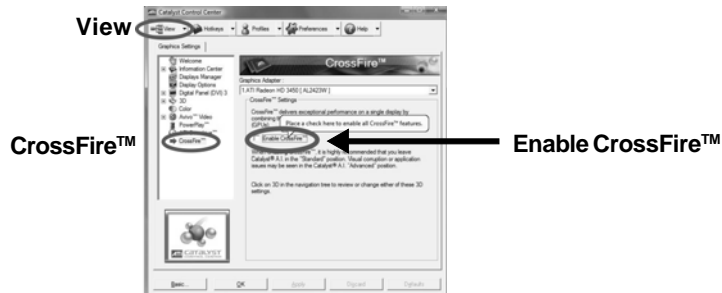 Catalyst Control Center
View
View Hotkeys Profiles Preferences Help
Graphics Settings
Welcome
Information Center
Displays Manager
Display Options
Digital Panel (DVI) 3
3D
Color
Avivo™ Video
PowerPlay™
CrossFire™
CrossFire™
Graphics Adapter:
1.ATI Radeon HD 3450 [ AL2423W ]
CrossFire™ Settings
CrossFire™ delivers exceptional performance on a single display by
combining
(GPUs).
Place a check here to enable all CrossFire™ features.
Enable CrossFire™
CrossFire™
Enable CrossFire™
it is highly recommended that you leave
Catalyst® A.I. in the "Standard" position. Visual corruption or application
issues may be seen in the Catalyst® A.I. "Advanced" position.
Click on 3D in the navigation tree to review or change either of these 3D
settings.
CATALYST
Basic... OK Apply Discard Defaults